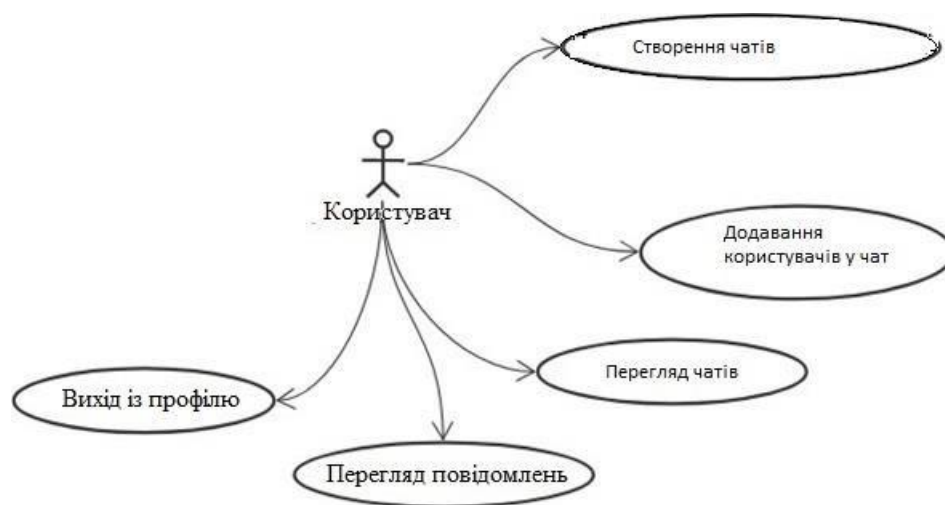 Створення чатів
Користувач
Додавання
користувачів у чат
Перегляд чатів
Вихід із профілю
Перегляд повідомлень